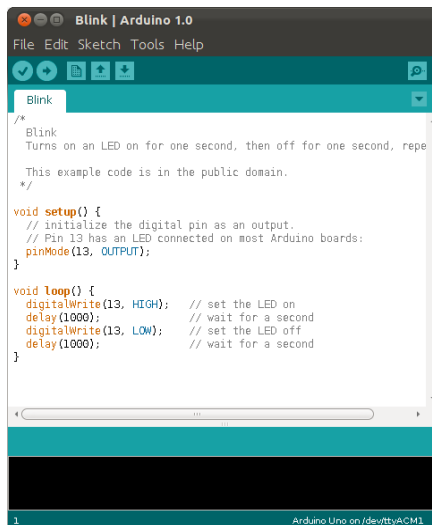 Blink | Arduino 1.0
File Edit Sketch Tools Help
Blink
/*
  Blink
  Turns on an LED on for one second, then off for one second, repe

  This example code is in the public domain.
 */

void setup() {
  // initialize the digital pin as an output.
  // Pin 13 has an LED connected on most Arduino boards:
  pinMode(13, OUTPUT);
}

void loop() {
  digitalWrite(13, HIGH);   // set the LED on
  delay(1000);              // wait for a second
  digitalWrite(13, LOW);    // set the LED off
  delay(1000);              // wait for a second
}
1 Arduino Uno on /dev/ttyACM1